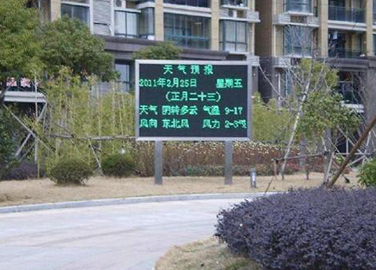 天气预报
2011年2月25日 星期五
(正月二十三)
天气 阴转多云 气温 9-17
风向 东北风 风力 2-3级